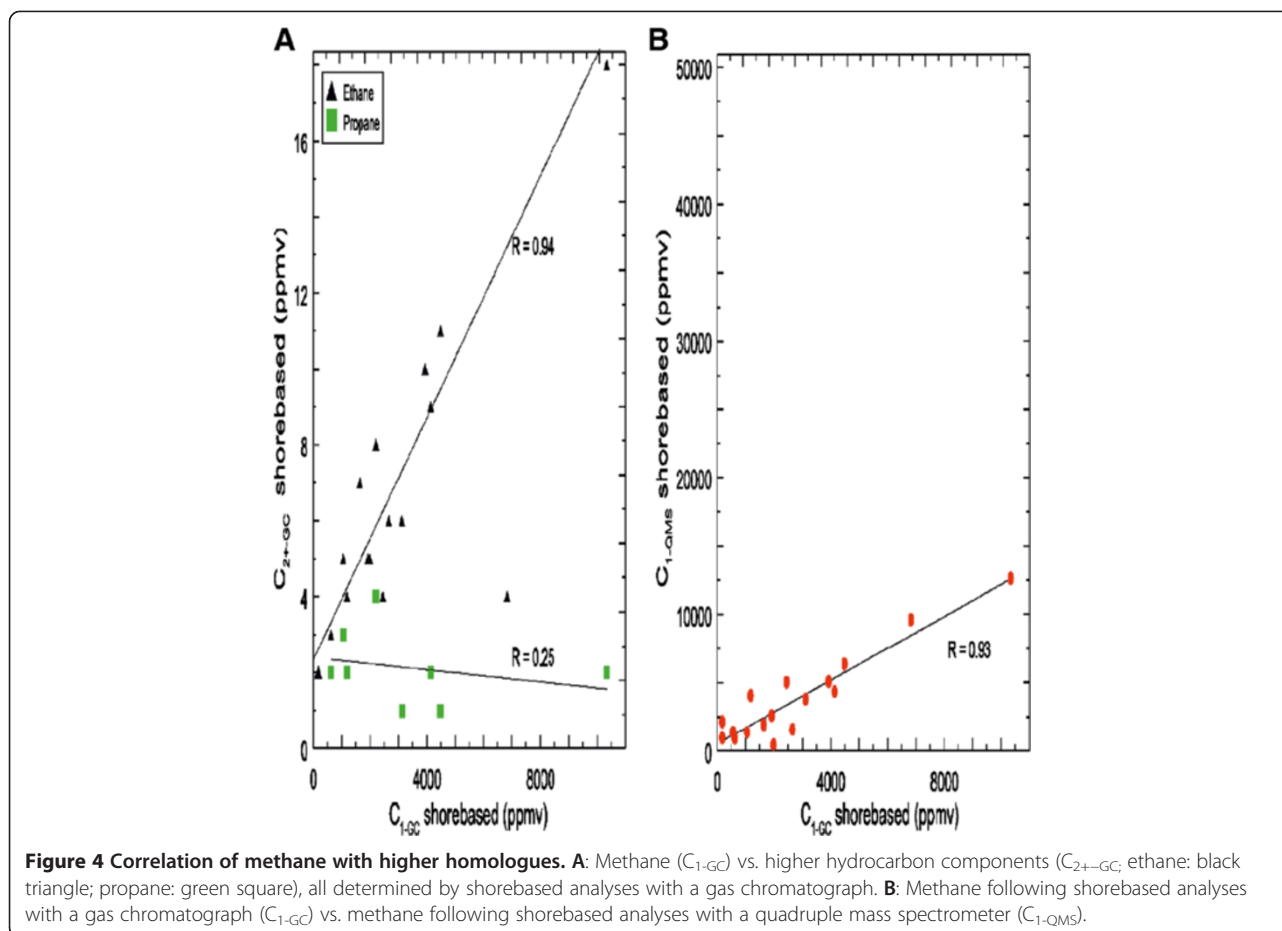 A
B
Ethane
Propane
16
12
8
4
0
C2+-GC shorebased (ppmv)
R = 0.94
R = 0.25
0
4000
8000
C1-GC shorebased (ppmv)
50000
40000
30000
20000
10000
0
C1-QMS shorebased (ppmv)
R = 0.93
0
4000
8000
C1-GC shorebased (ppmv)
Figure 4 Correlation of methane with higher homologues. A: Methane (C1-GC) vs. higher hydrocarbon components (C2+–GC; ethane: black
triangle; propane: green square), all determined by shorebased analyses with a gas chromatograph. B: Methane following shorebased analyses
with a gas chromatograph (C1-GC) vs. methane following shorebased analyses with a quadruple mass spectrometer (C1-QMS).